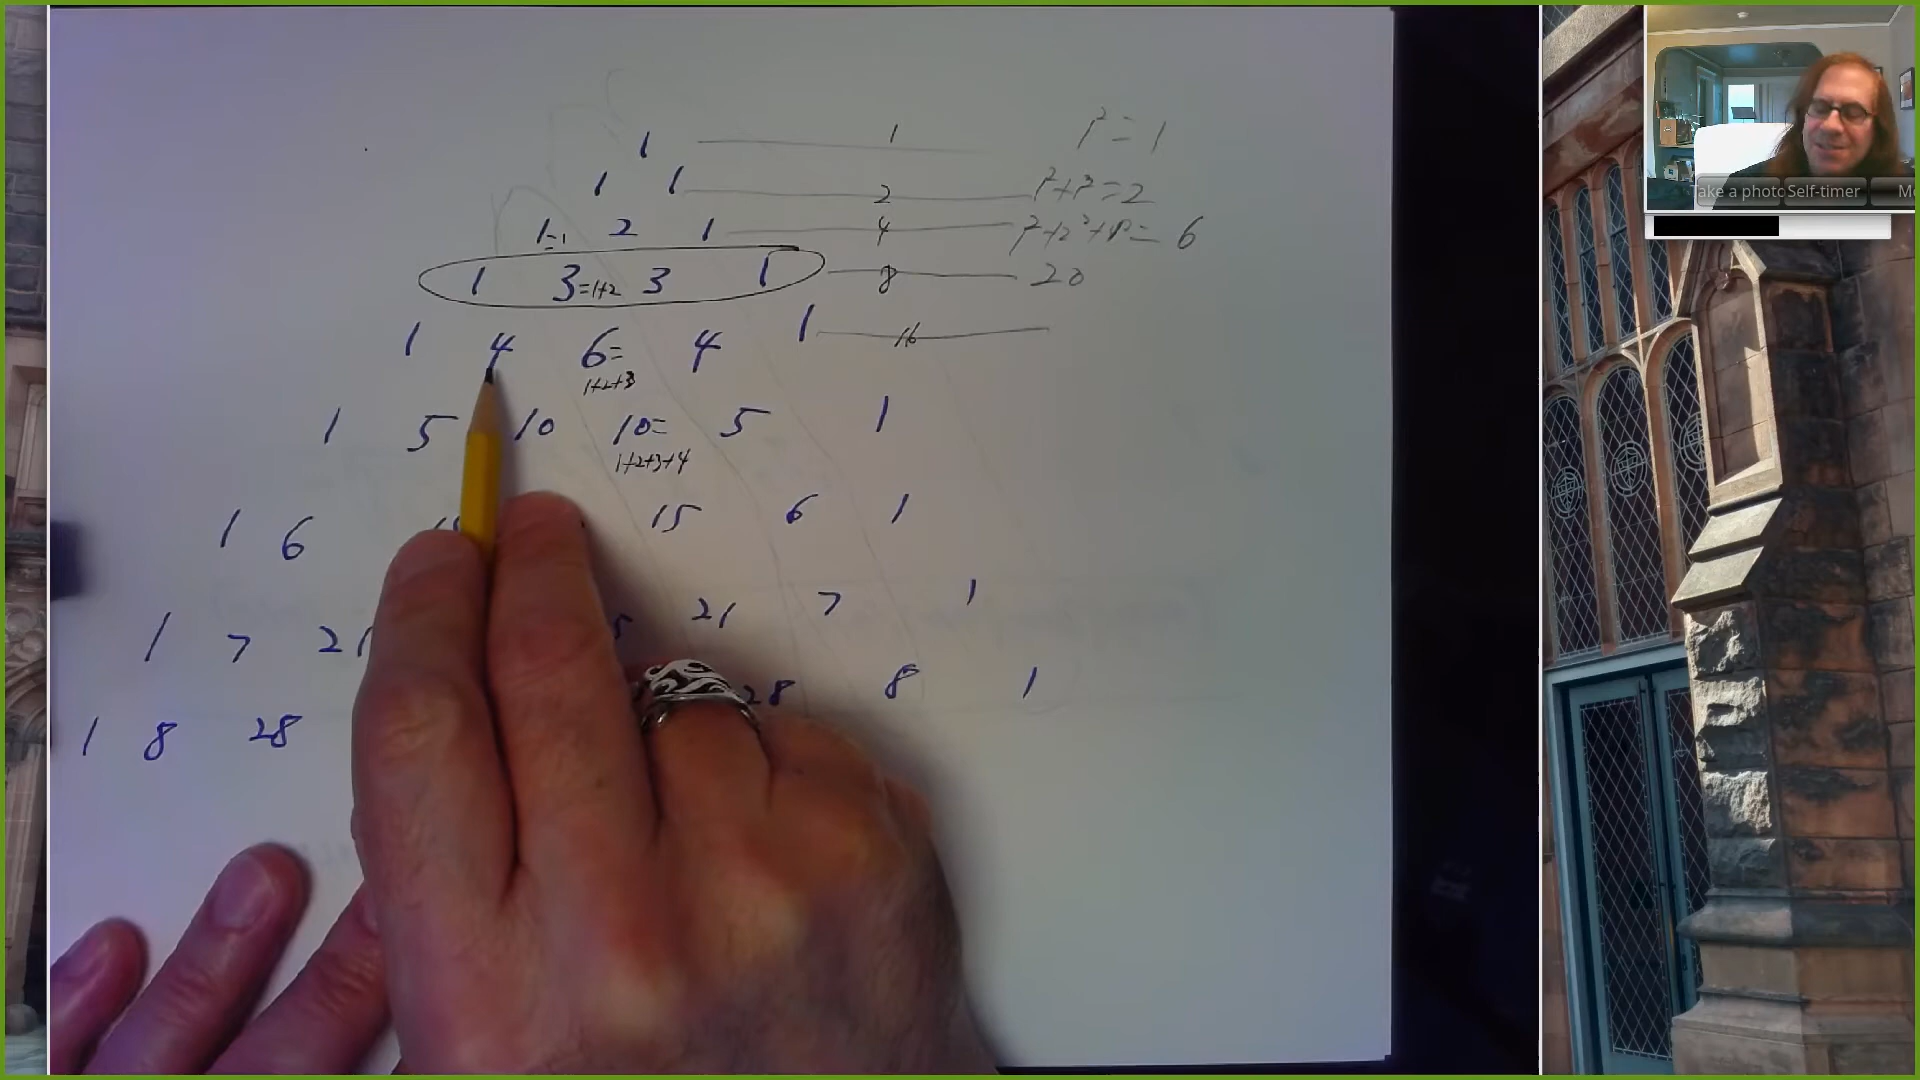 1 1 1² = 1
1 1 2 1² + 1² = 2
1=1 2 1 4 1² + 2² + 1² = 6
1 3=1+2 3 1 8 20
1 4 6= 4 1 16
1+2+3
1 5 10 10= 5 1
1+2+3+4
1 6 15 6 1
1 7 21 21 7 1
1 8 28 28 8 1
Take a photo Self-timer